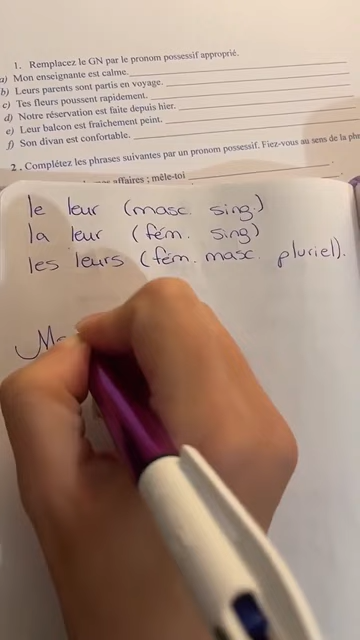 1. Remplacez le GN par le pronom possessif approprié.
a) Mon enseignante est calme.
b) Leurs parents sont partis en voyage.
c) Tes fleurs poussent rapidement.
d) Notre réservation est faite depuis hier.
e) Leur balcon est fraîchement peint.
f) Son divan est confortable.
2. Complétez les phrases suivantes par un pronom possessif. Fiez-vous au sens de la
affaires ; mêle-toi
le leur (masc. sing.)
la leur (fém. sing)
les leurs (fém. masc. pluriel).